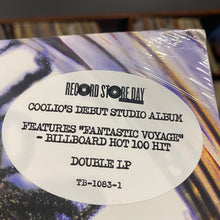 RECORD STORE DAY
COOLIO'S DEBUT STUDIO ALBUM
FEATURES "FANTASTIC VOYAGE"
- BILLBOARD HOT 100 HIT
DOUBLE LP
TB-1083-1